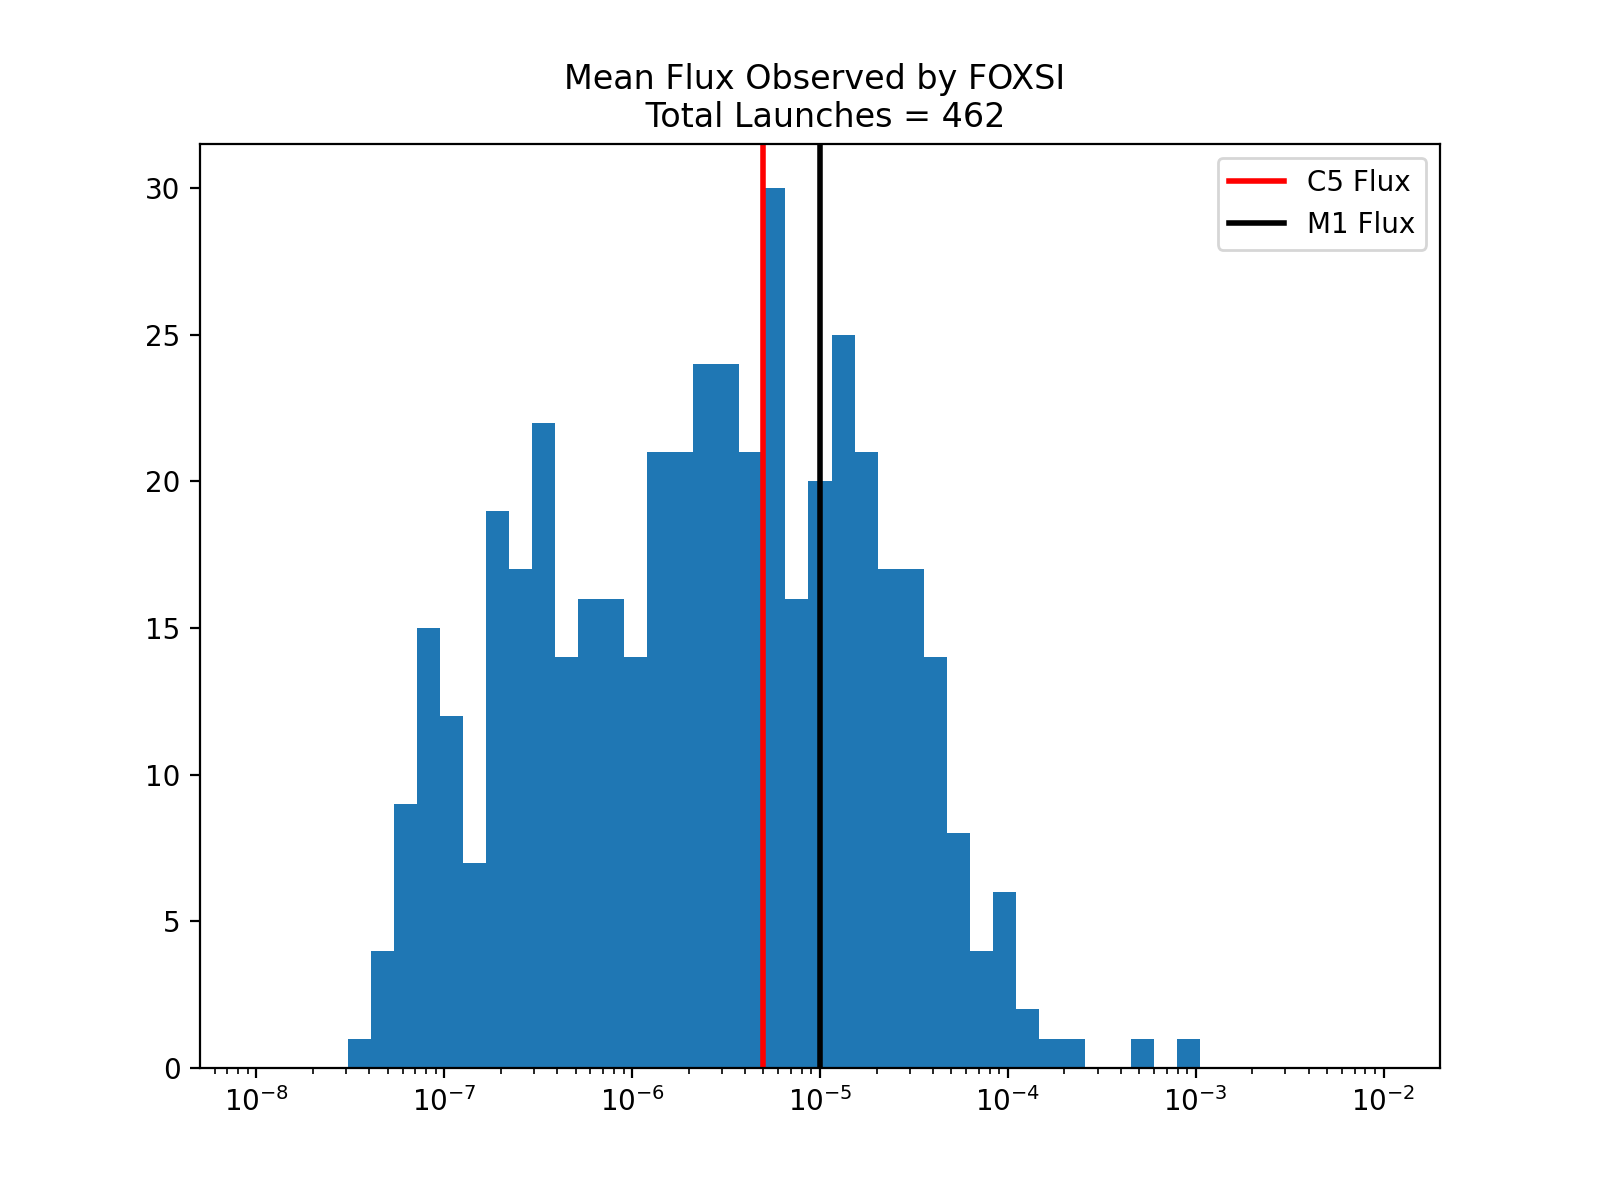 Mean Flux Observed by FOXSI
Total Launches = 462
C5 Flux
M1 Flux
30
25
20
15
10
5
0
10⁻⁸ 10⁻⁷ 10⁻⁶ 10⁻⁵ 10⁻⁴ 10⁻³ 10⁻²